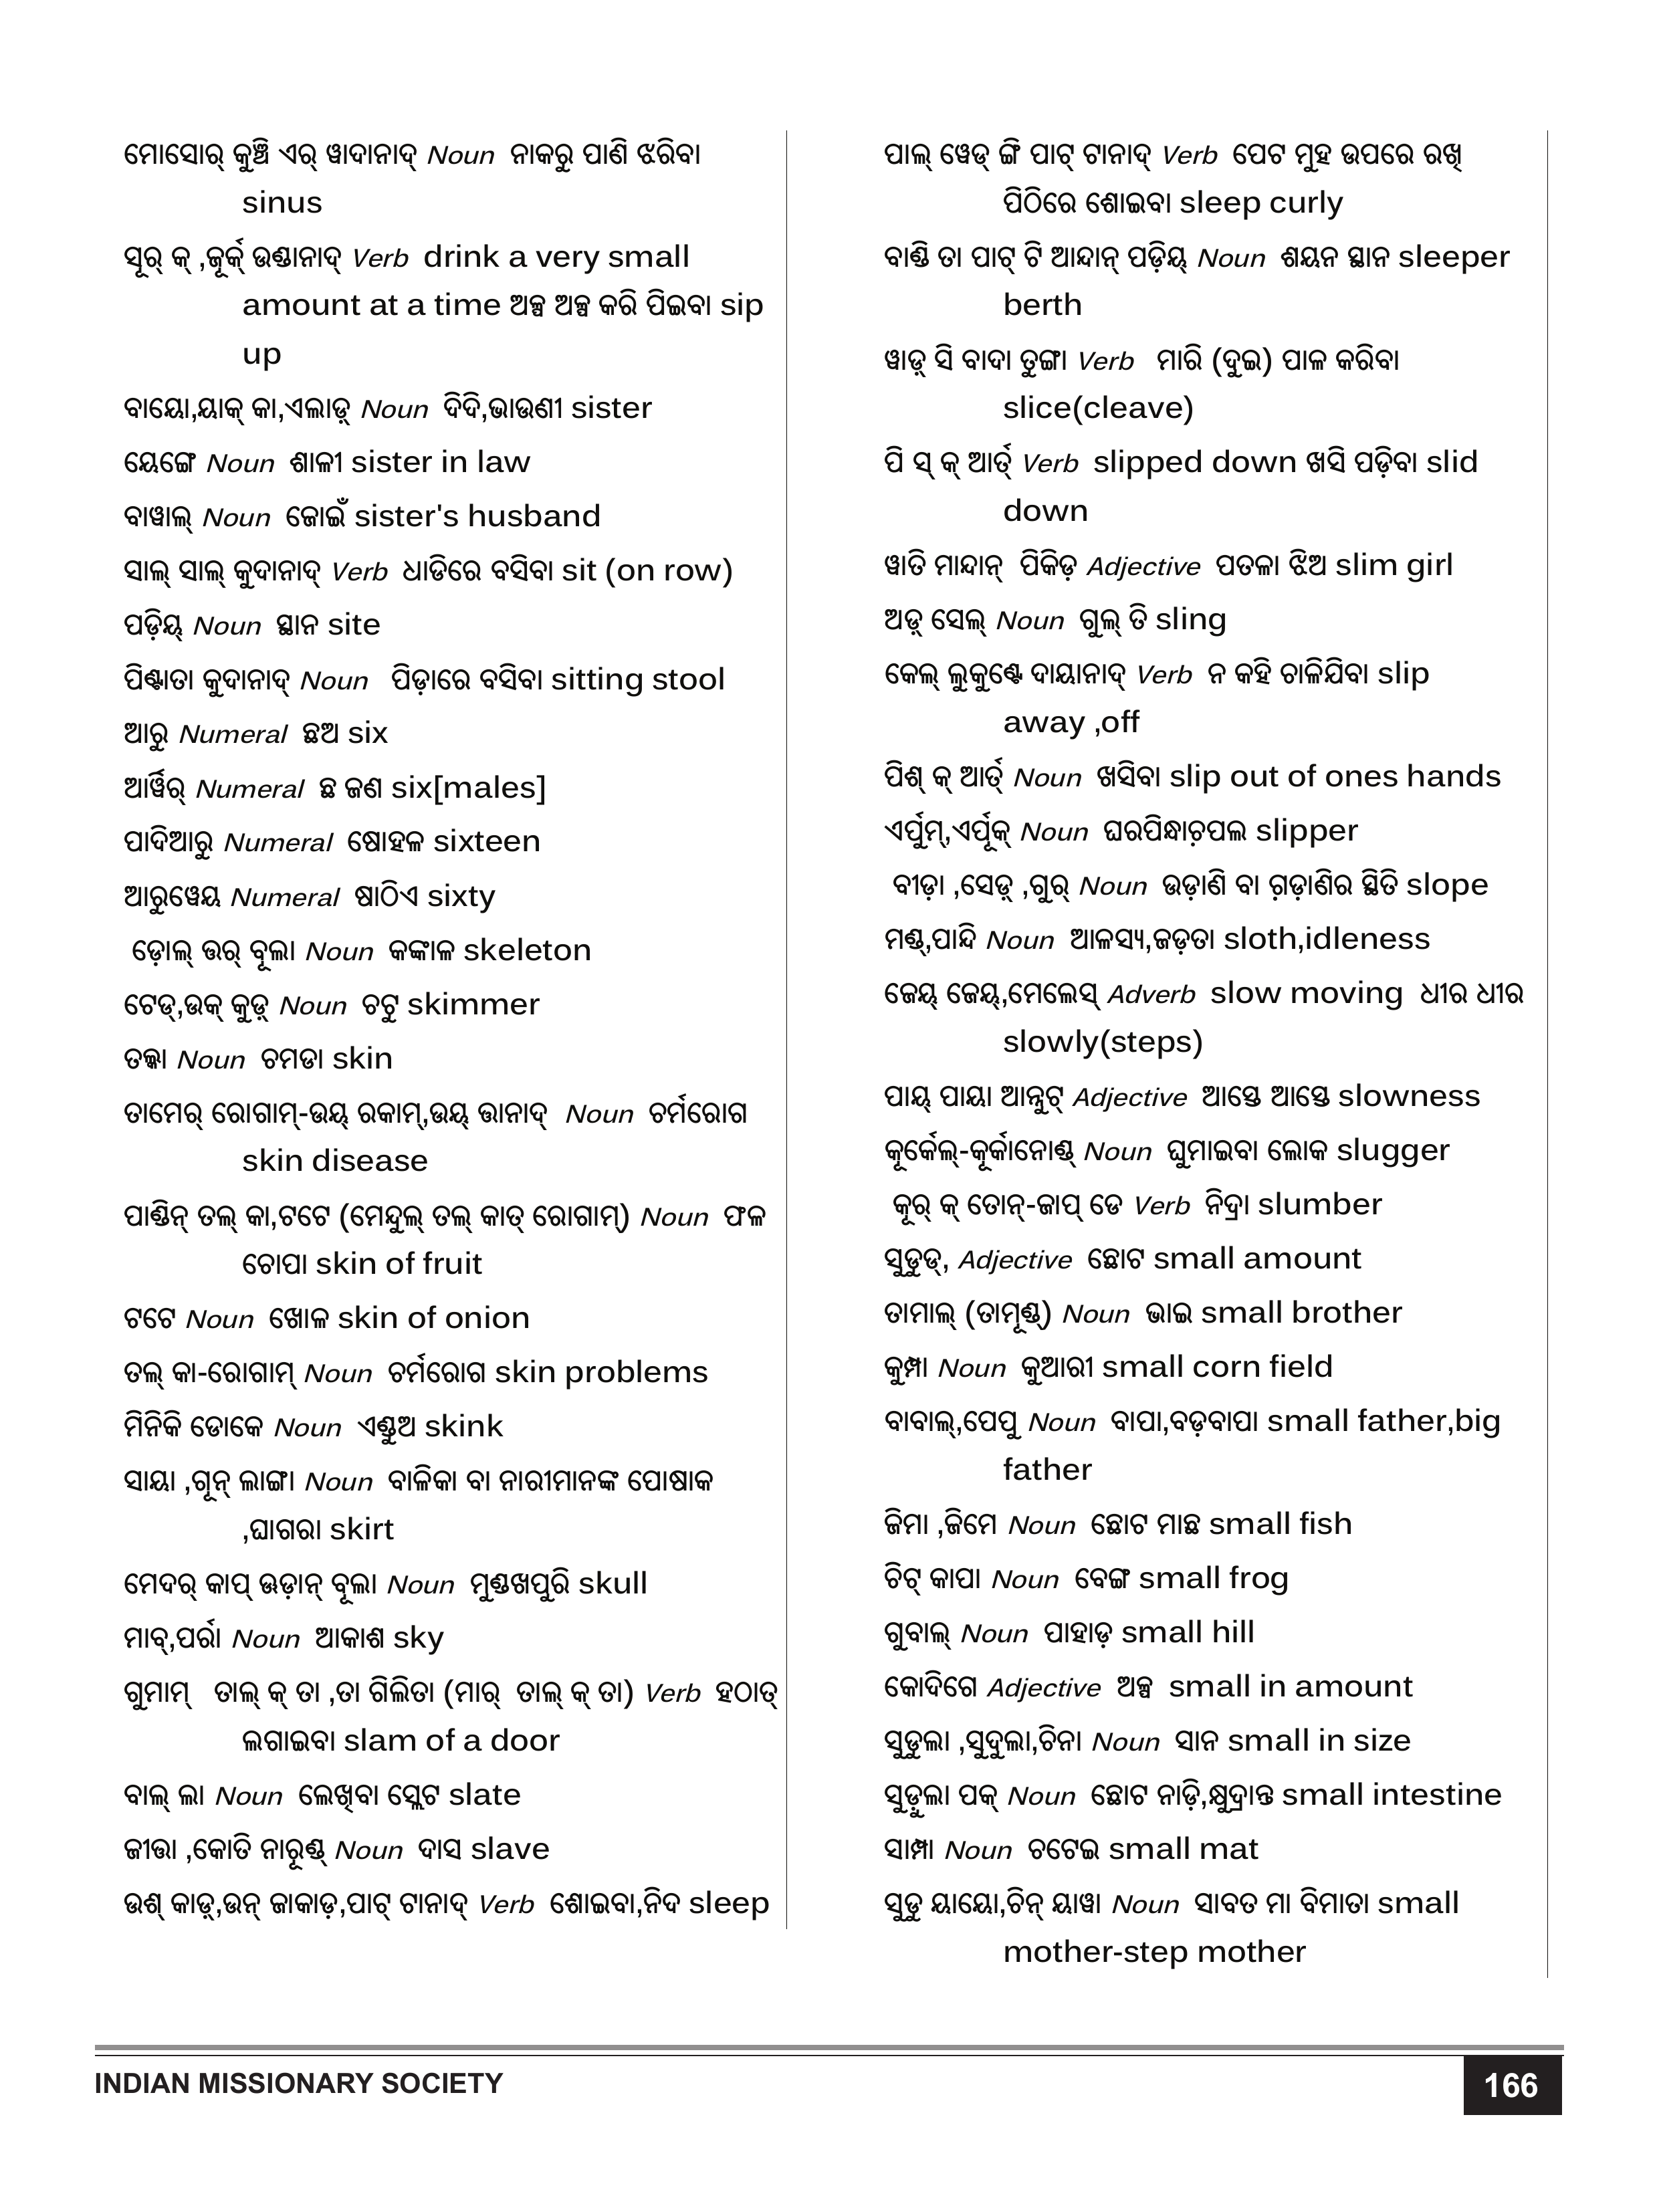 ମୋସୋର୍ କୁଞ୍ଚି ଏର୍ ୱାଦାନାଦ୍ Noun ନାକରୁ ପାଣି ଝରିବା
sinus
ସୂର୍ କ୍ ,ଜୂର୍କ୍ ଉଣ୍ଡାନାଦ୍ Verb drink a very small
amount at a time ଅଳ୍ପ ଅଳ୍ପ କରି ପିଇବା sip
up
ବାୟୋ,ୟାକ୍ କା,ଏଲାଡ଼୍ Noun ଦିଦି,ଭାଉଣୀ sister
ୟେଙ୍ଗେ Noun ଶାଳୀ sister in law
ବାୱାଲ୍ Noun ଜୋଇଁ sister's husband
ସାଲ୍ ସାଲ୍ କୁଦାନାଦ୍ Verb ଧାଡିରେ ବସିବା sit (on row)
ପଡ଼ିୟ୍ Noun ସ୍ଥାନ site
ପିଣ୍ଟାତା କୁଦାନାଦ୍ Noun ପିଡ଼ାରେ ବସିବା sitting stool
ଆରୁ Numeral ଛଅ six
ଆର୍ୱିର୍ Numeral ଛ ଜଣ six[males]
ପାଦିଆରୁ Numeral ଷୋହଳ sixteen
ଆରୁୱେୟ Numeral ଷାଠିଏ sixty
ଡ଼ୋଲ୍ ତ୍ତର୍ ବୂଲା Noun କଙ୍କାଳ skeleton
ଟେଡ୍,ଉକ୍ କୁଡ଼୍ Noun ଚଟୁ skimmer
ତଲ୍କା Noun ଚମଡା skin
ତାମେର୍ ରୋଗାମ୍-ଉୟ୍ ରକାମ୍,ଉୟ୍ ତ୍ତାନାଦ୍ Noun ଚର୍ମରୋଗ
skin disease
ପାଣ୍ଡିନ୍ ତଲ୍ କା,ଟଟେ (ମେନ୍ଦୁଲ୍ ତଲ୍ କାତ୍ ରୋଗାମ୍) Noun ଫଳ
ଚୋପା skin of fruit
ଟଟେ Noun ଖୋଳ skin of onion
ତଲ୍ କା-ରୋଗାମ୍ Noun ଚର୍ମରୋଗ skin problems
ମିନିକି ଡୋକେ Noun ଏଣ୍ଡୁଅ skink
ସାୟା ,ଗୂନ୍ ଲାଙ୍ଗା Noun ବାଳିକା ବା ନାରୀମାନଙ୍କ ପୋଷାକ
,ଘାଗରା skirt
ମେଦର୍ କାପ୍ ଊଡ଼ାନ୍ ବୂଲା Noun ମୁଣ୍ଡଖପୁରି skull
ମାବ୍,ପର୍ରା Noun ଆକାଶ sky
ଗୁମାମ୍ ତାଲ୍ କ୍ ତା ,ତା ଗିଲିତା (ମାର୍ ତାଲ୍ କ୍ ତା) Verb ହଠାତ୍
ଲଗାଇବା slam of a door
ବାଲ୍ ଲା Noun ଲେଖିବା ସ୍ଲେଟ slate
ଜୀତ୍ତା ,କୋତି ନାରୂଣ୍ଡ୍ Noun ଦାସ slave
ଉଶ୍ କାଡ଼୍,ଉନ୍ ଜାକାଡ଼,ପାଟ୍ ଟାନାଦ୍ Verb ଶୋଇବା,ନିଦ sleep
ପାଲ୍ ୱେଡ୍ ଙ୍ଗି ପାଟ୍ ଟାନାଦ୍ Verb ପେଟ ମୁହ ଉପରେ ରଖି
ପିଠିରେ ଶୋଇବା sleep curly
ବାଣ୍ଡି ତା ପାଟ୍ ଟି ଆନ୍ଦାନ୍ ପଡ଼ିୟ୍ Noun ଶୟନ ସ୍ଥାନ sleeper
berth
ୱାଡ଼୍ ସି ବାଦା ତୁଙ୍ଗା Verb ମାରି (ଦୁଇ) ପାଳ କରିବା
slice(cleave)
ପି ସ୍ କ୍ ଆର୍ତ୍ Verb slipped down ଖସି ପଡ଼ିବା slid
down
ୱାତି ମାନ୍ଦାନ୍ ପିକିଡ଼ Adjective ପତଳା ଝିଅ slim girl
ଅଡ଼୍ ସେଲ୍ Noun ଗୁଲ୍ ତି sling
କେଲ୍ ଲୁକୁଣ୍ଟେ ଦାୟାନାଦ୍ Verb ନ କହି ଚାଳିଯିବା slip
away ,off
ପିଶ୍ କ୍ ଆର୍ତ୍ Noun ଖସିବା slip out of ones hands
ଏର୍ପୁମ୍,ଏର୍ପୂକ୍ Noun ଘରପିନ୍ଧାଚ଼ପଲ slipper
ବୀଡ଼ା ,ସେଡ଼୍ ,ଗୁର୍ Noun ଉଡ଼ାଣି ବା ଗ଼ଡ଼ାଣିର ସ୍ଥିତି slope
ମଣ୍ଡ୍,ପାନ୍ଦି Noun ଆଳସ୍ୟ,ଜଡ଼ତା sloth,idleness
ଜେୟ୍ ଜେୟ୍,ମେଲେସ୍ Adverb slow moving ଧୀର ଧୀର
slowly(steps)
ପାୟ୍ ପାୟା ଆନ୍ନୁଟ୍ Adjective ଆସ୍ତେ ଆସ୍ତେ slowness
କୂର୍କେଲ୍-କୂର୍କାନୋଣ୍ଡ୍ Noun ଘୁମାଇବା ଲୋକ slugger
କୂର୍ କ୍ ତୋନ୍-ଜାପ୍ ଡେ Verb ନିଦ୍ରା slumber
ସୁଡୁଡ୍, Adjective ଛୋଟ small amount
ତାମାଲ୍ (ତାମୂଣ୍ଡ୍) Noun ଭାଇ small brother
କୁମ୍ପା Noun କୁଆରୀ small corn field
ବାବାଲ୍,ପେପୁ Noun ବାପା,ବଡ଼ବାପା small father,big
father
ଜିମା ,ଜିମେ Noun ଛୋଟ ମାଛ small fish
ଚିଟ୍ କାପା Noun ବେଙ୍ଗ small frog
ଗୁବାଲ୍ Noun ପାହାଡ଼ small hill
କୋଦିଗେ Adjective ଅଳ୍ପ small in amount
ସୁଡୁଲା ,ସୁଦୁଲା,ଚିନା Noun ସାନ small in size
ସୁଡୁ଼ଲା ପକ୍ Noun ଛୋଟ ନାଡ଼ି,କ୍ଷୁଦ୍ରାନ୍ତ small intestine
ସାମ୍ପା Noun ଚଟେଇ small mat
ସୁଡୁ ୟାୟୋ,ଚିନ୍ ୟାୱା Noun ସାବତ ମା ବିମାତା small
mother-step mother
INDIAN MISSIONARY SOCIETY
166